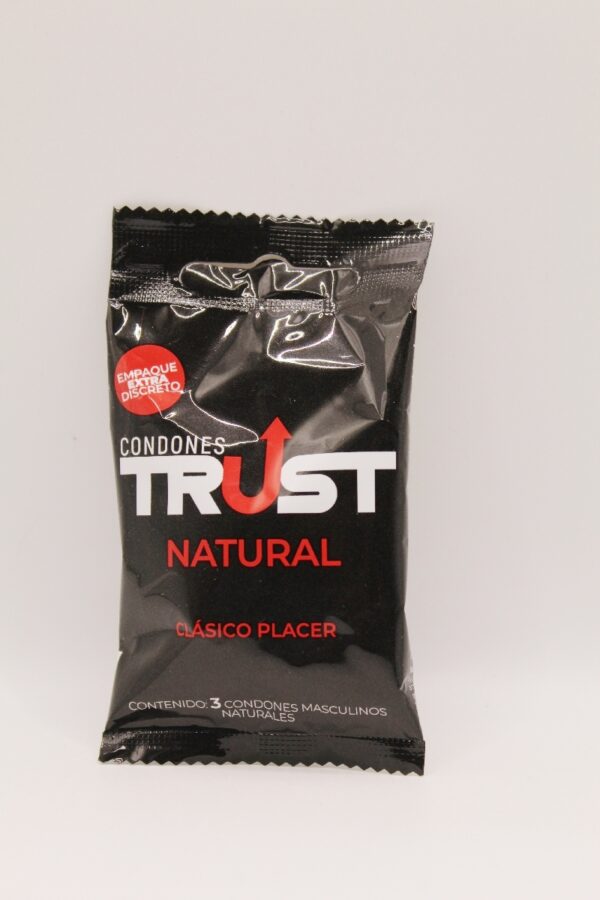 EMPAQUE
EXTRA
DISCRETO
CONDONES
TRUST
NATURAL
CLÁSICO PLACER
CONTENIDO: 3 CONDONES MASCULINOS
NATURALES